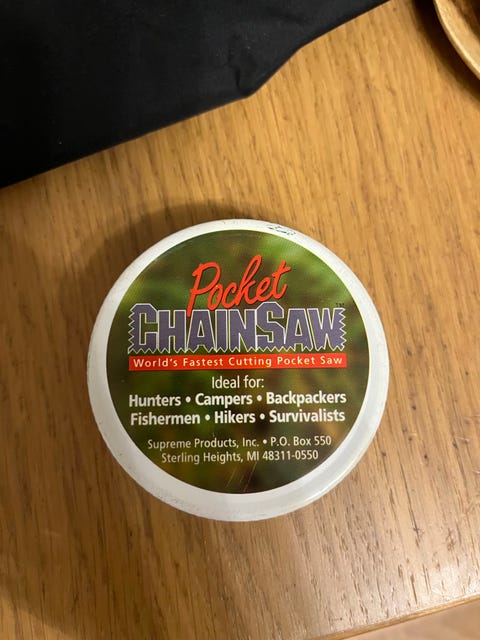 Pocket
CHAINSAW™
World's Fastest Cutting Pocket Saw
Ideal for:
Hunters • Campers • Backpackers
Fishermen • Hikers • Survivalists
Supreme Products, Inc. • P.O. Box 550
Sterling Heights, MI 48311-0550